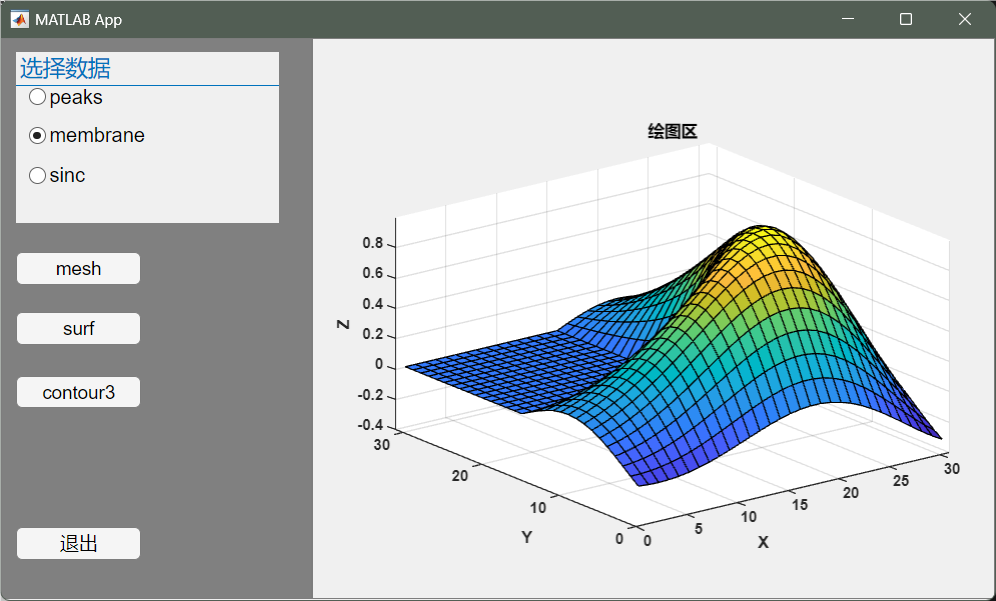 MATLAB App
选择数据
peaks
membrane
sinc
mesh
surf
contour3
退出
绘图区
0.8
0.6
0.4
0.2
0
-0.2
-0.4
Z
30
20
10
0
Y
0
5
10
15
20
25
30
X